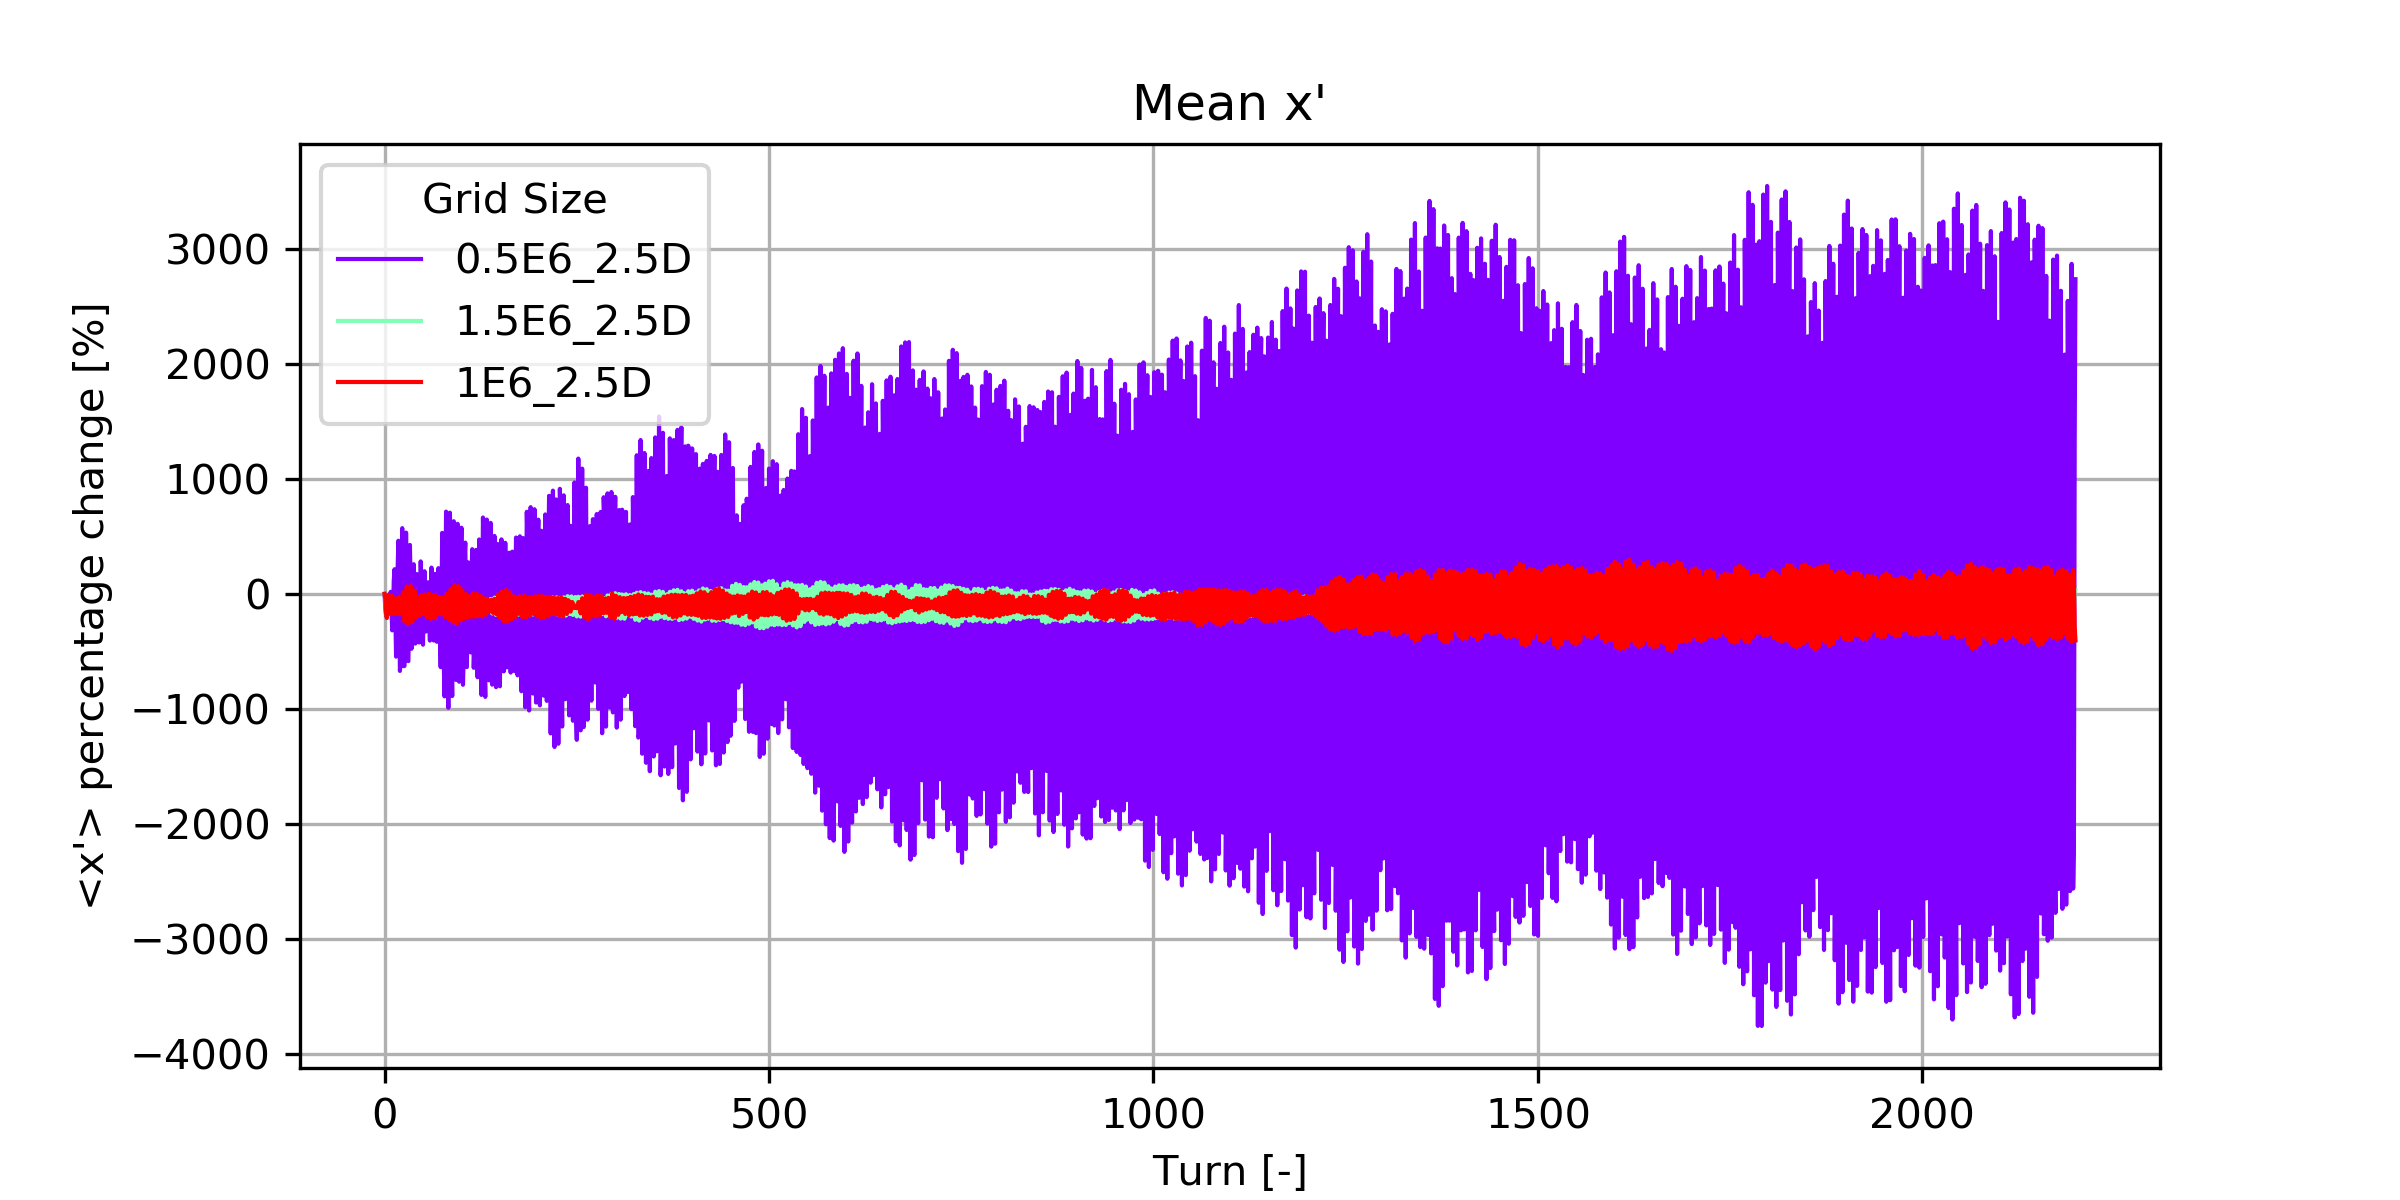 Mean x'
Grid Size
0.5E6_2.5D
1.5E6_2.5D
1E6_2.5D
<x'> percentage change [%]
3000
2000
1000
0
−1000
−2000
−3000
−4000
0
500
1000
1500
2000
Turn [-]